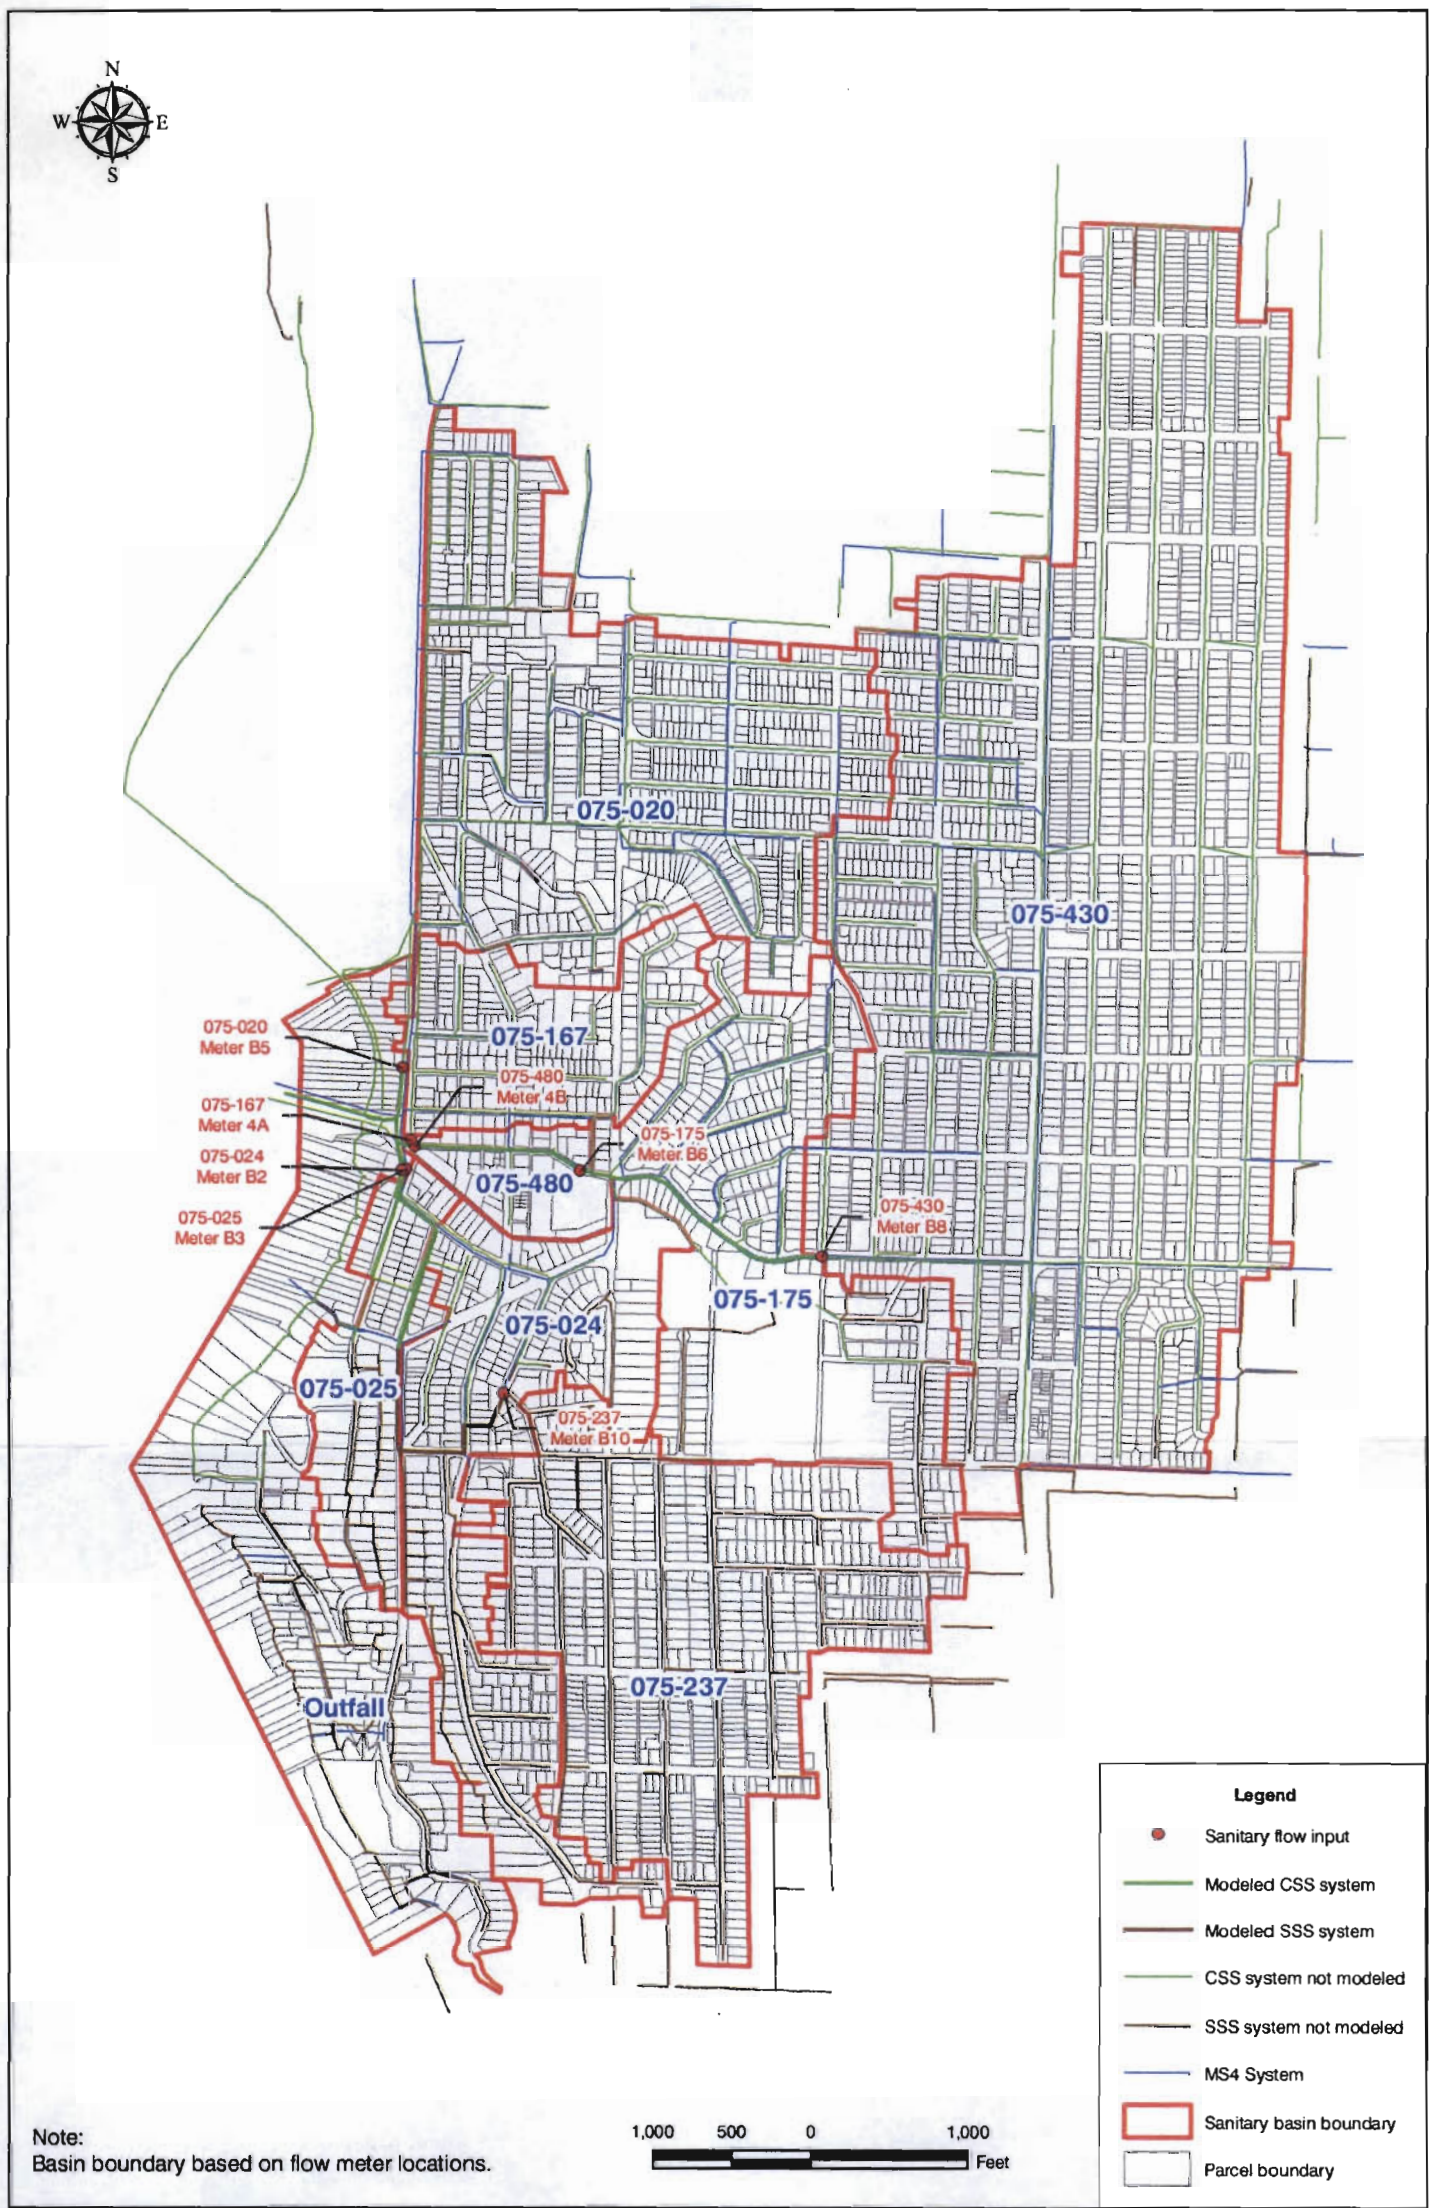 N
W E
S
075-020
075-430
075-020
Meter B5
075-167
075-480
Meter 4B
075-167
Meter 4A
075-175
Meter B6
075-024
Meter B2
075-480
075-025
Meter B3
075-430
Meter B8
075-175
075-024
075-025
075-237
Meter B10
075-237
Outfall
Legend
Sanitary flow input
Modeled CSS system
Modeled SSS system
CSS system not modeled
SSS system not modeled
MS4 System
Sanitary basin boundary
Parcel boundary
Note:
Basin boundary based on flow meter locations.
1,000 500 0 1,000
Feet